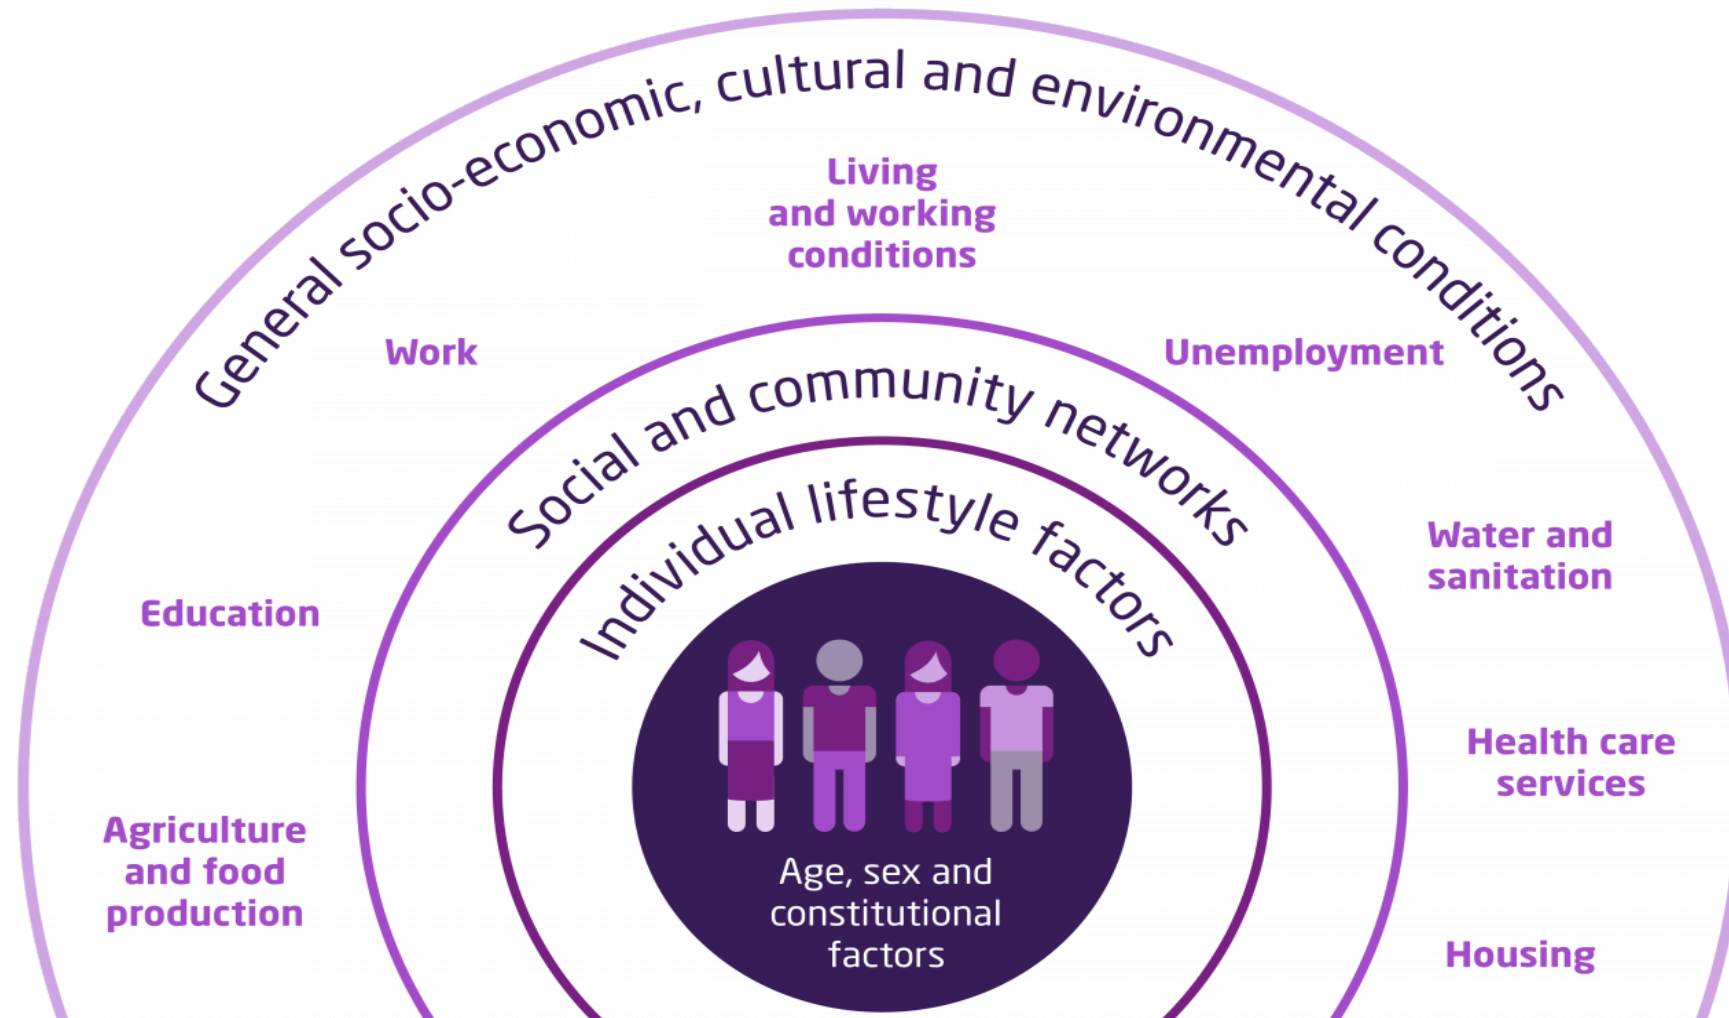 General socio-economic, cultural and environmental conditions
Living
and working
conditions
Work
Unemployment
Social and community networks
Individual lifestyle factors
Water and
sanitation
Education
Health care
services
Agriculture
and food
production
Age, sex and
constitutional
factors
Housing